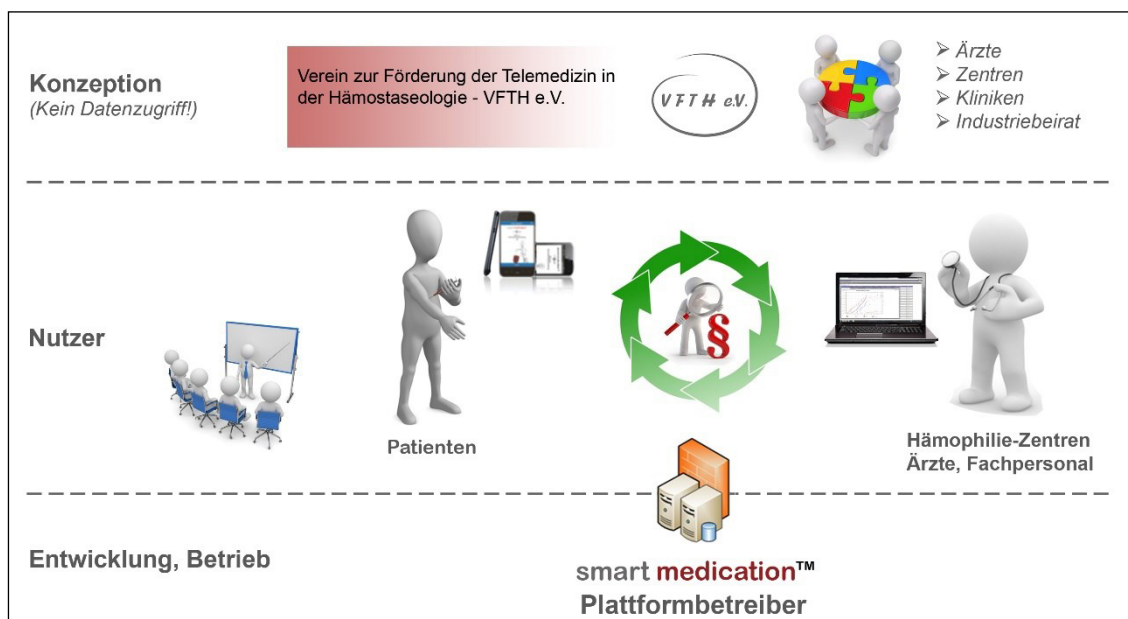 Konzeption
(Kein Datenzugriff!)
Verein zur Förderung der Telemedizin in
der Hämostaseologie - VFTH e.V.
VFTH e.V.
➢ Ärzte
➢ Zentren
➢ Kliniken
➢ Industriebeirat
Nutzer
§
Patienten
Hämophilie-Zentren
Ärzte, Fachpersonal
Entwicklung, Betrieb
smart medication™
Plattformbetreiber